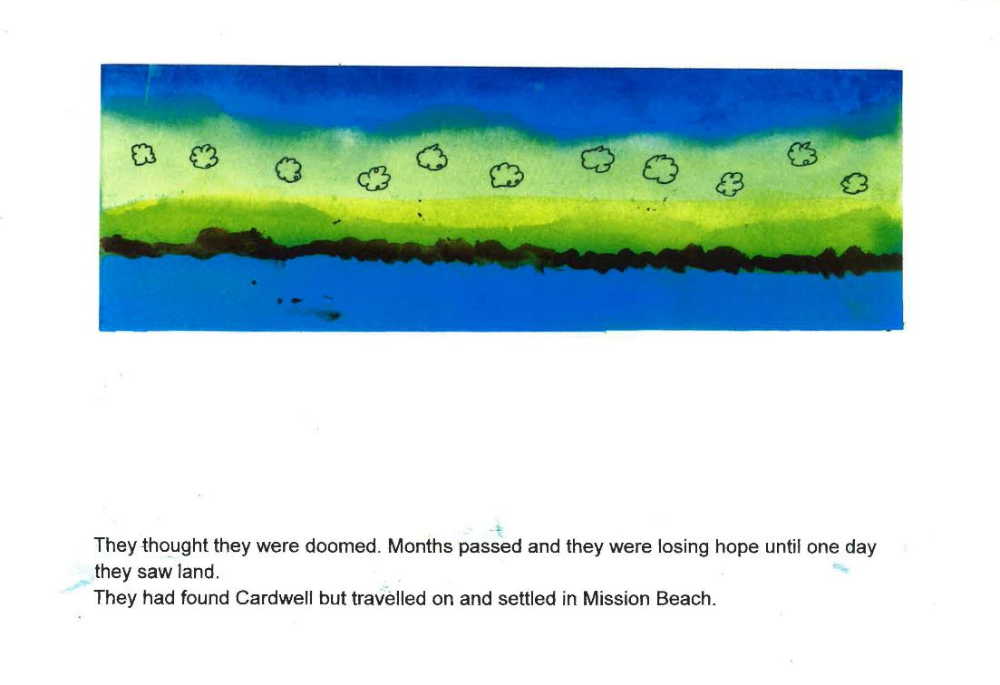 They thought they were doomed. Months passed and they were losing hope until one day
they saw land.
They had found Cardwell but travelled on and settled in Mission Beach.